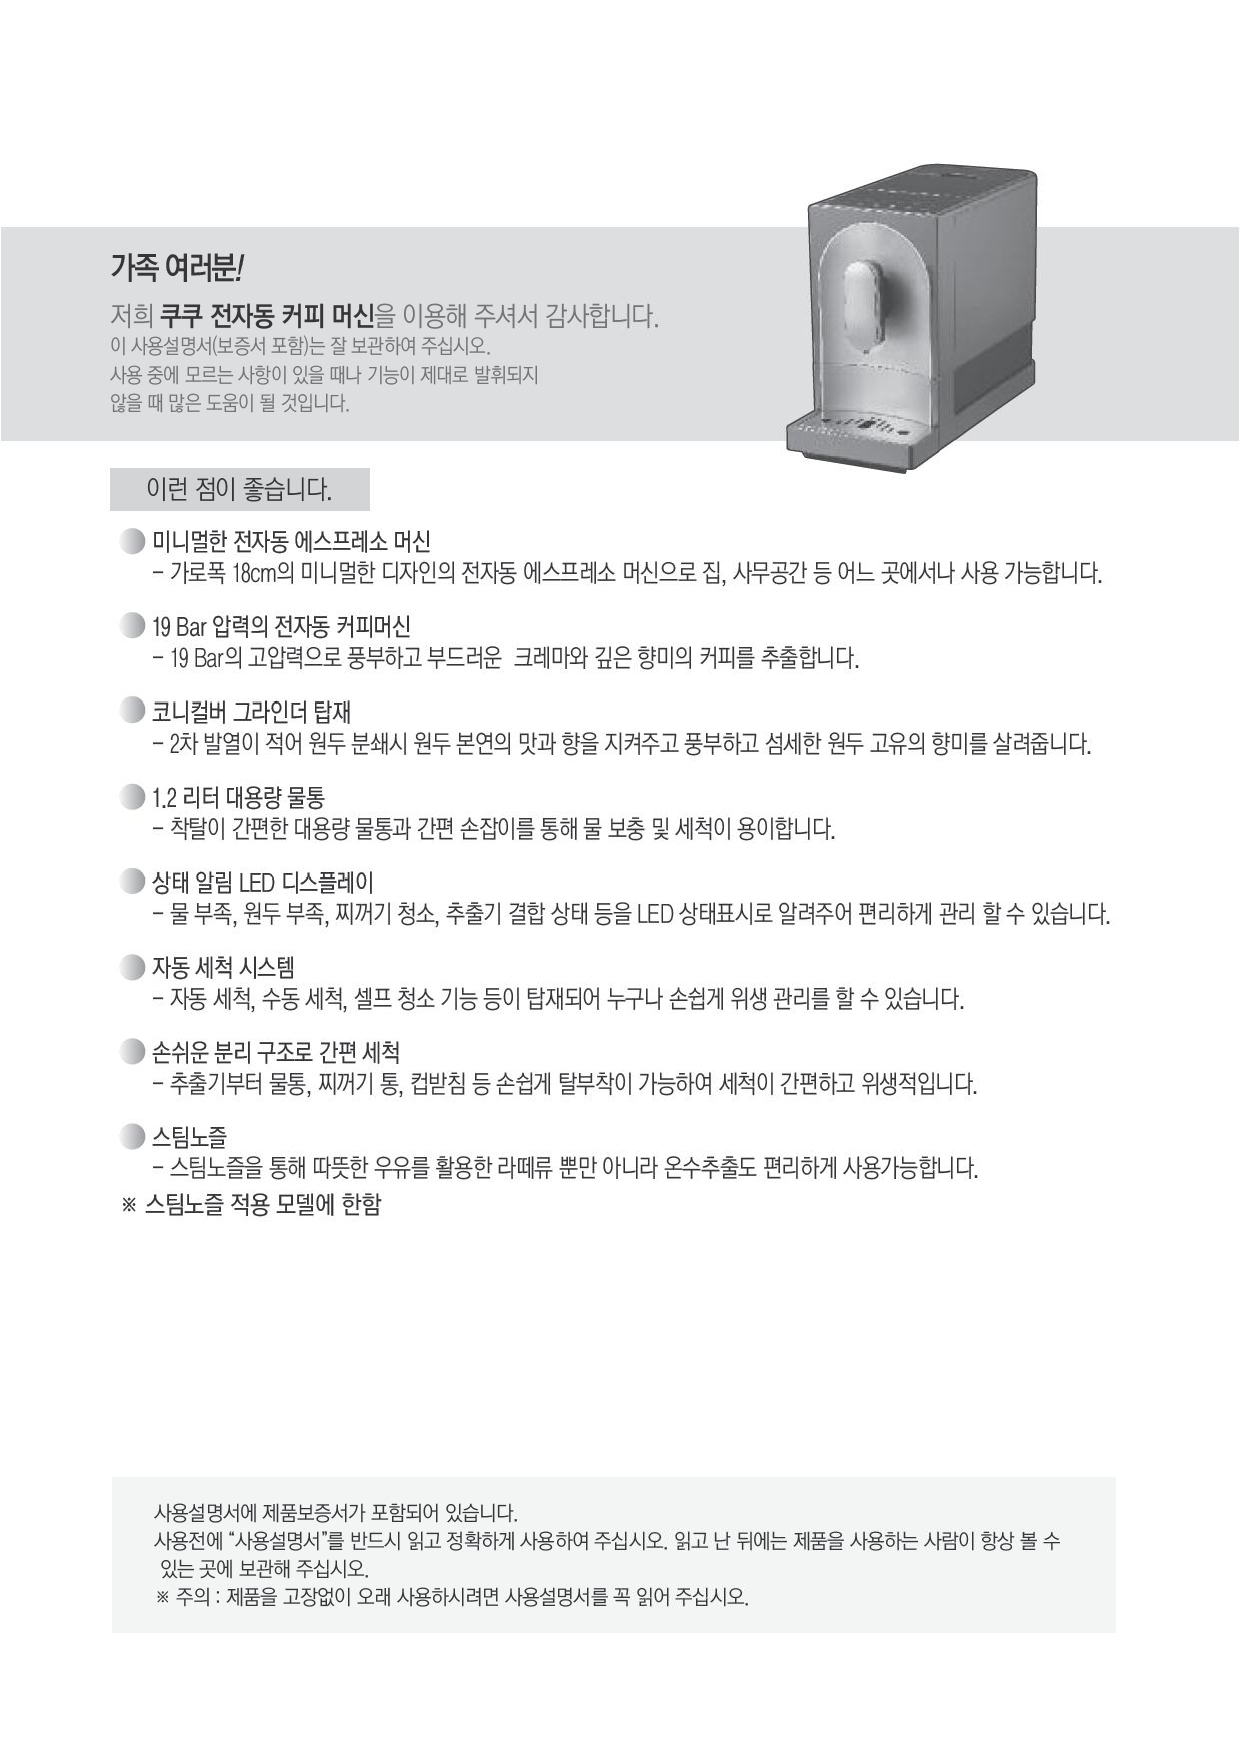 가족 여러분!
저희 쿠쿠 전자동 커피 머신을 이용해 주셔서 감사합니다.
이 사용설명서(보증서 포함)는 잘 보관하여 주십시오.
사용 중에 모르는 사항이 있을 때나 기능이 제대로 발휘되지
않을 때 많은 도움이 될 것입니다.
이런 점이 좋습니다.
미니멀한 전자동 에스프레소 머신
- 가로폭 18cm의 미니멀한 디자인의 전자동 에스프레소 머신으로 집, 사무공간 등 어느 곳에서나 사용 가능합니다.
19 Bar 압력의 전자동 커피머신
- 19 Bar의 고압력으로 풍부하고 부드러운 크레마와 깊은 향미의 커피를 추출합니다.
코니컬버 그라인더 탑재
- 2차 발열이 적어 원두 분쇄시 원두 본연의 맛과 향을 지켜주고 풍부하고 섬세한 원두 고유의 향미를 살려줍니다.
1.2 리터 대용량 물통
- 착탈이 간편한 대용량 물통과 간편 손잡이를 통해 물 보충 및 세척이 용이합니다.
상태 알림 LED 디스플레이
- 물 부족, 원두 부족, 찌꺼기 청소, 추출기 결합 상태 등을 LED 상태표시로 알려주어 편리하게 관리 할 수 있습니다.
자동 세척 시스템
- 자동 세척, 수동 세척, 셀프 청소 기능 등이 탑재되어 누구나 손쉽게 위생 관리를 할 수 있습니다.
손쉬운 분리 구조로 간편 세척
- 추출기부터 물통, 찌꺼기 통, 컵받침 등 손쉽게 탈부착이 가능하여 세척이 간편하고 위생적입니다.
스팀노즐
- 스팀노즐을 통해 따뜻한 우유를 활용한 라떼류 뿐만 아니라 온수추출도 편리하게 사용가능합니다.
※ 스팀노즐 적용 모델에 한함
사용설명서에 제품보증서가 포함되어 있습니다.
사용전에 “사용설명서”를 반드시 읽고 정확하게 사용하여 주십시오. 읽고 난 뒤에는 제품을 사용하는 사람이 항상 볼 수
있는 곳에 보관해 주십시오.
※ 주의 : 제품을 고장없이 오래 사용하시려면 사용설명서를 꼭 읽어 주십시오.